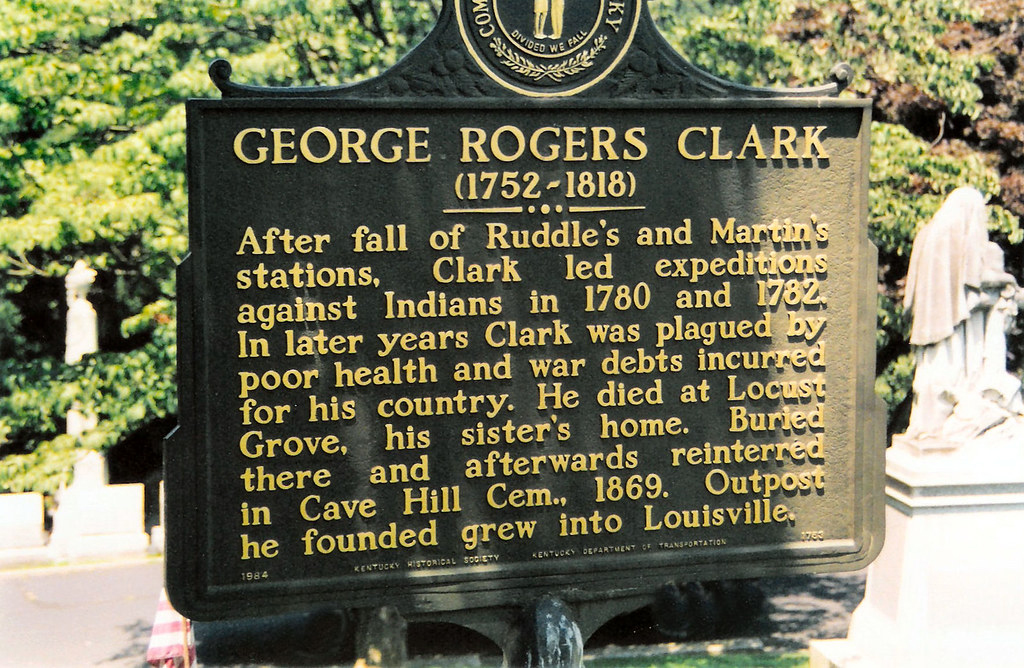 COM
KY
DIVIDED WE FALL
GEORGE ROGERS CLARK
(1752-1818)
After fall of Ruddle's and Martin's
stations, Clark led expeditions
against Indians in 1780 and 1782.
In later years Clark was plagued by
poor health and war debts incurred
for his country. He died at Locust
Grove, his sister's home. Buried
there and afterwards reinterred
in Cave Hill Cem., 1869. Outpost
he founded grew into Louisville.
1984 KENTUCKY HISTORICAL SOCIETY KENTUCKY DEPARTMENT OF TRANSPORTATION